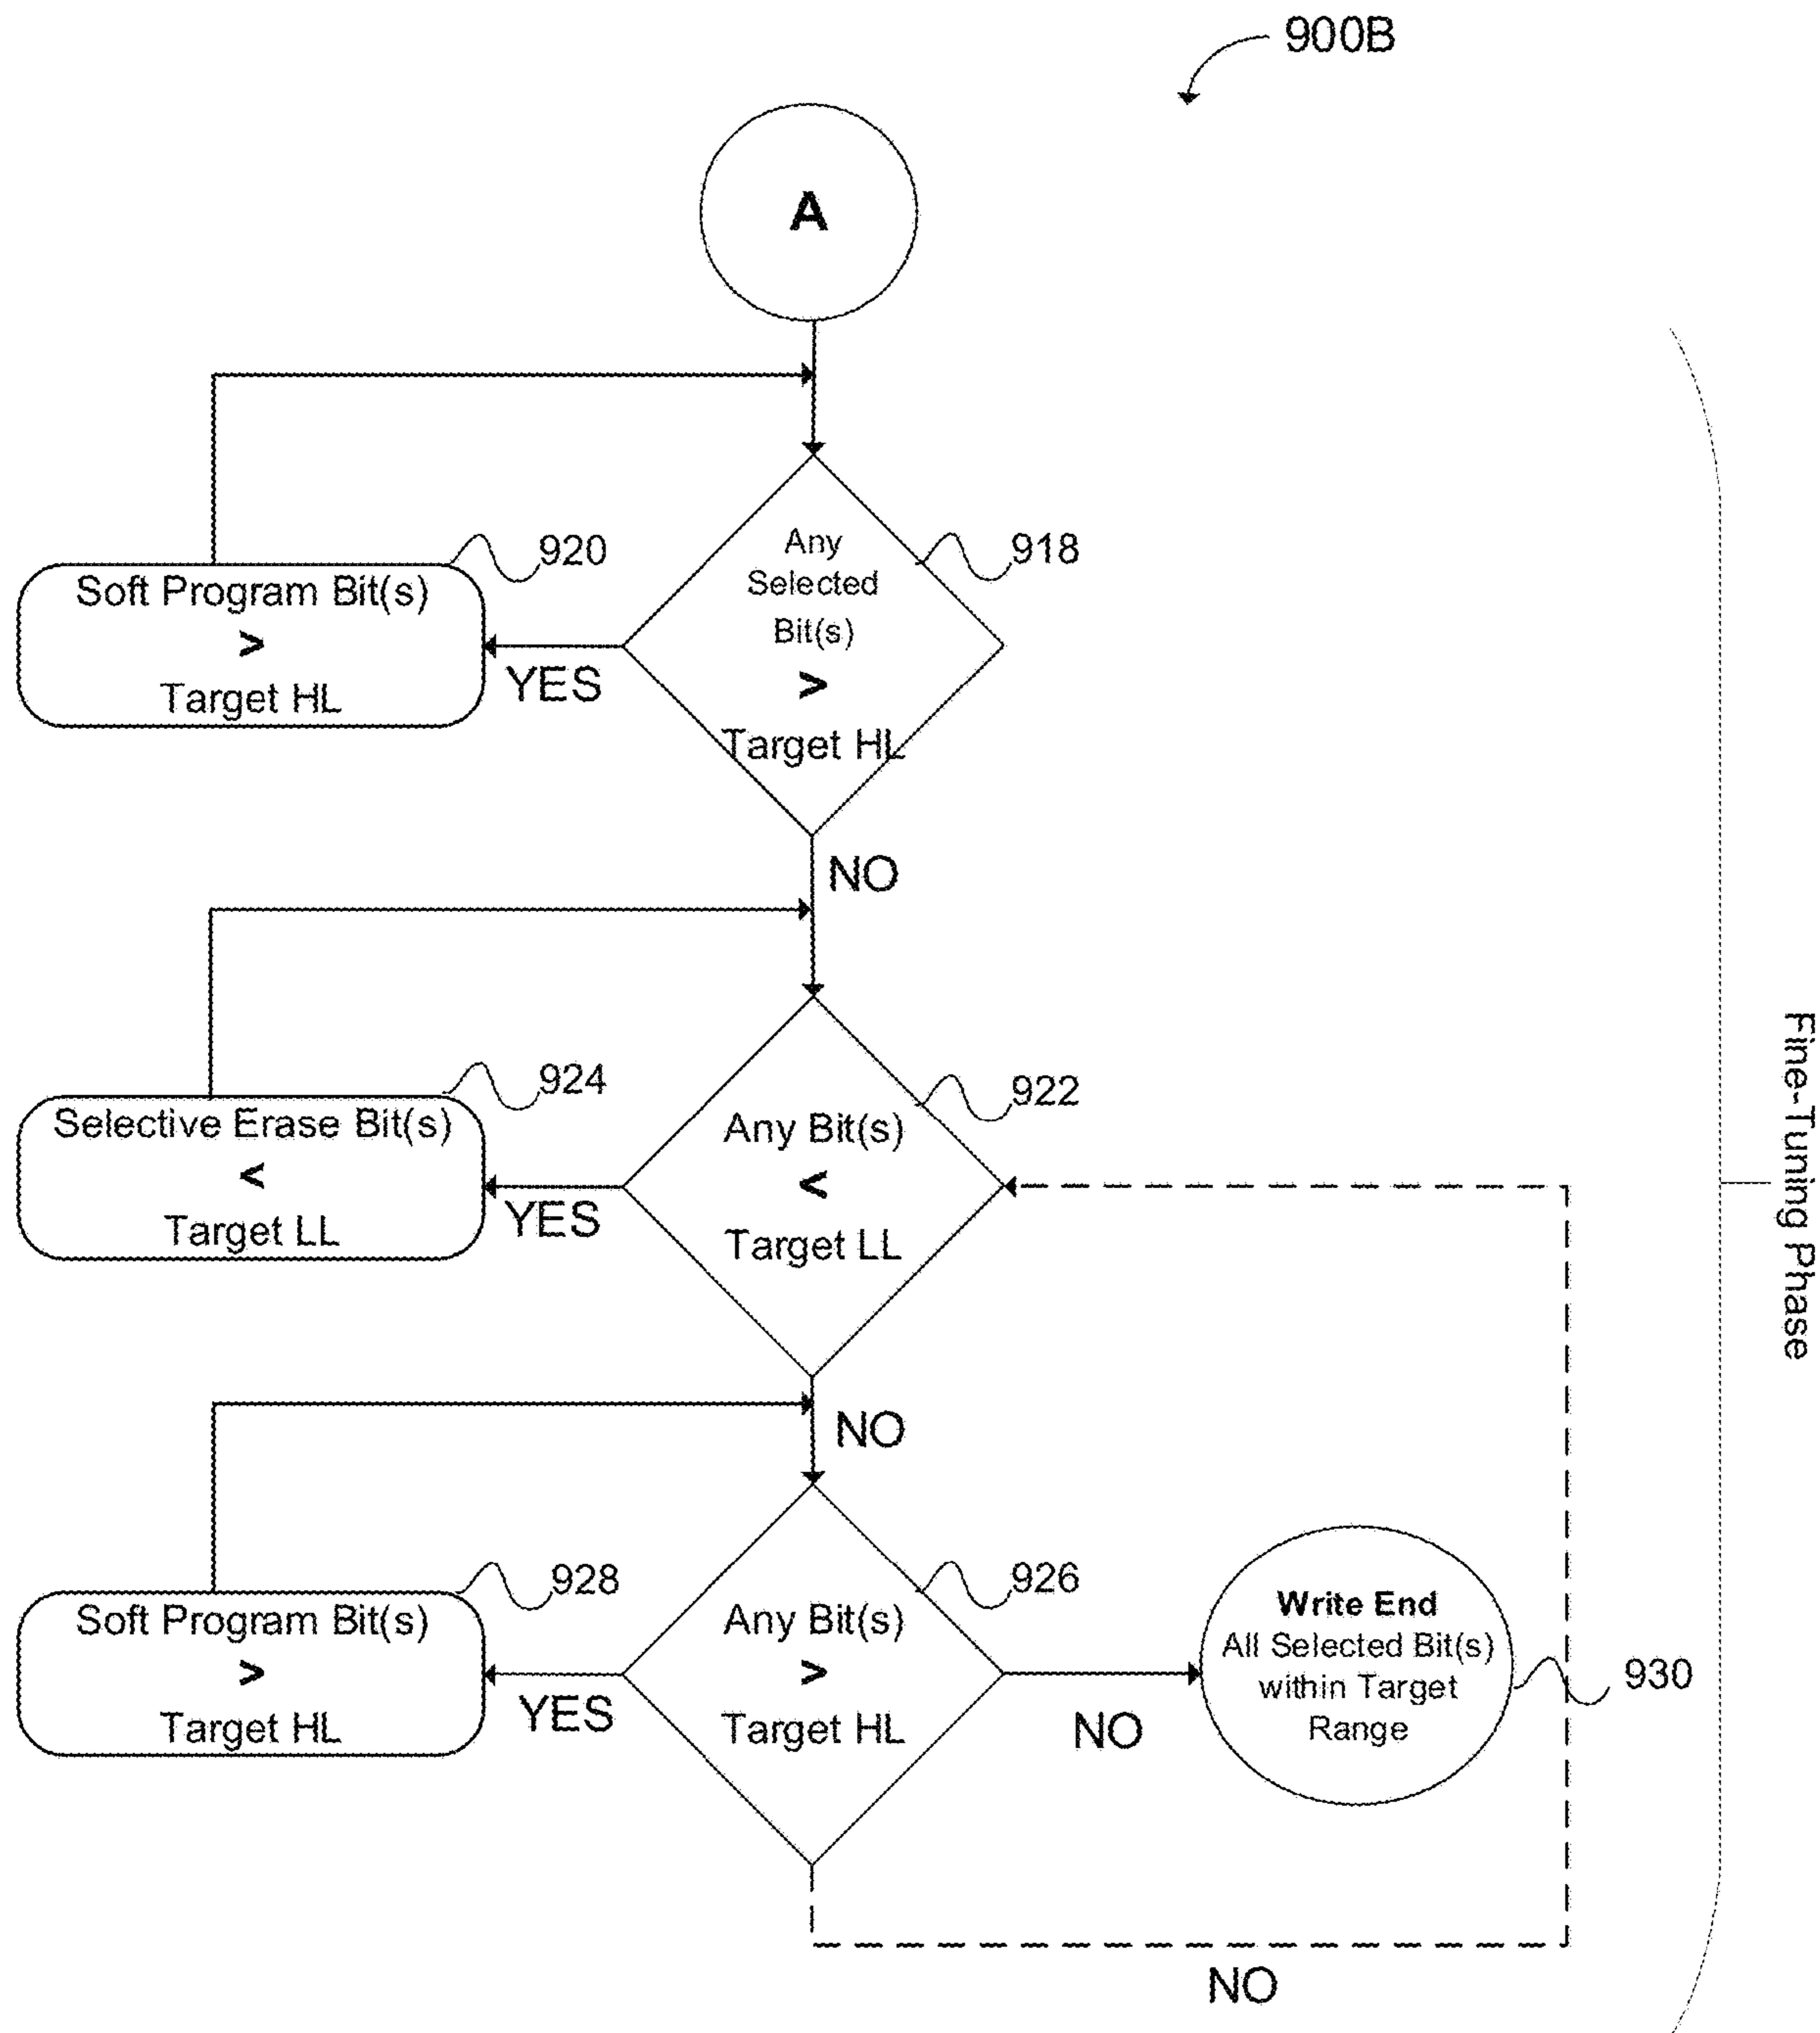 900B
A
920
918
Any
Selected
Bit(s)
>
Target HL
Soft Program Bit(s)
>
Target HL
YES
NO
924
922
Selective Erase Bit(s)
<
Target LL
YES
Any Bit(s)
<
Target LL
Fine-Tuning Phase
NO
928
926
Soft Program Bit(s)
>
Target HL
YES
Any Bit(s)
>
Target HL
NO
Write End
All Selected Bit(s)
within Target
Range
930
NO